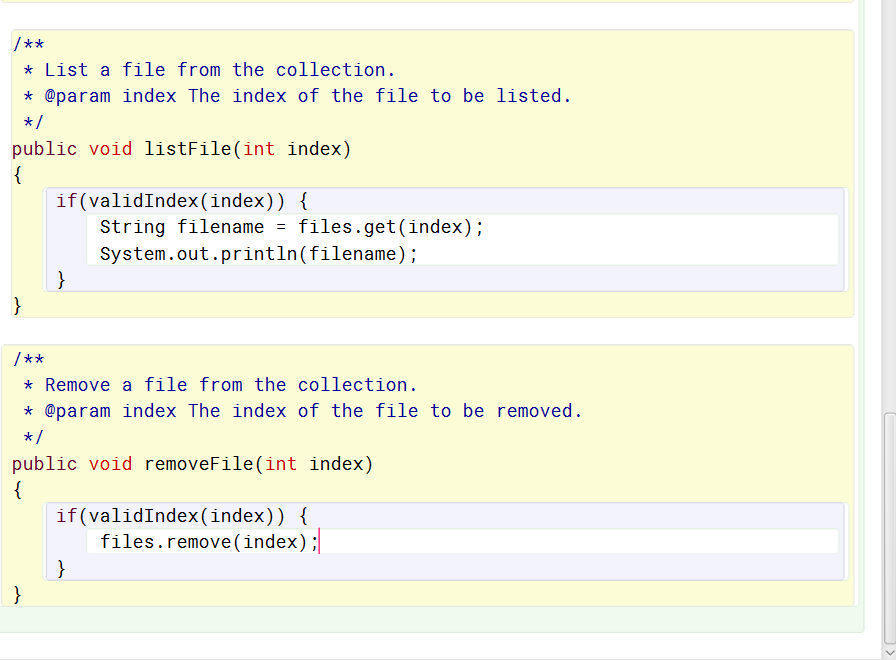 /**
 * List a file from the collection.
 * @param index The index of the file to be listed.
 */
public void listFile(int index)
{
    if(validIndex(index)) {
        String filename = files.get(index);
        System.out.println(filename);
    }
}
/**
 * Remove a file from the collection.
 * @param index The index of the file to be removed.
 */
public void removeFile(int index)
{
    if(validIndex(index)) {
        files.remove(index);
    }
}